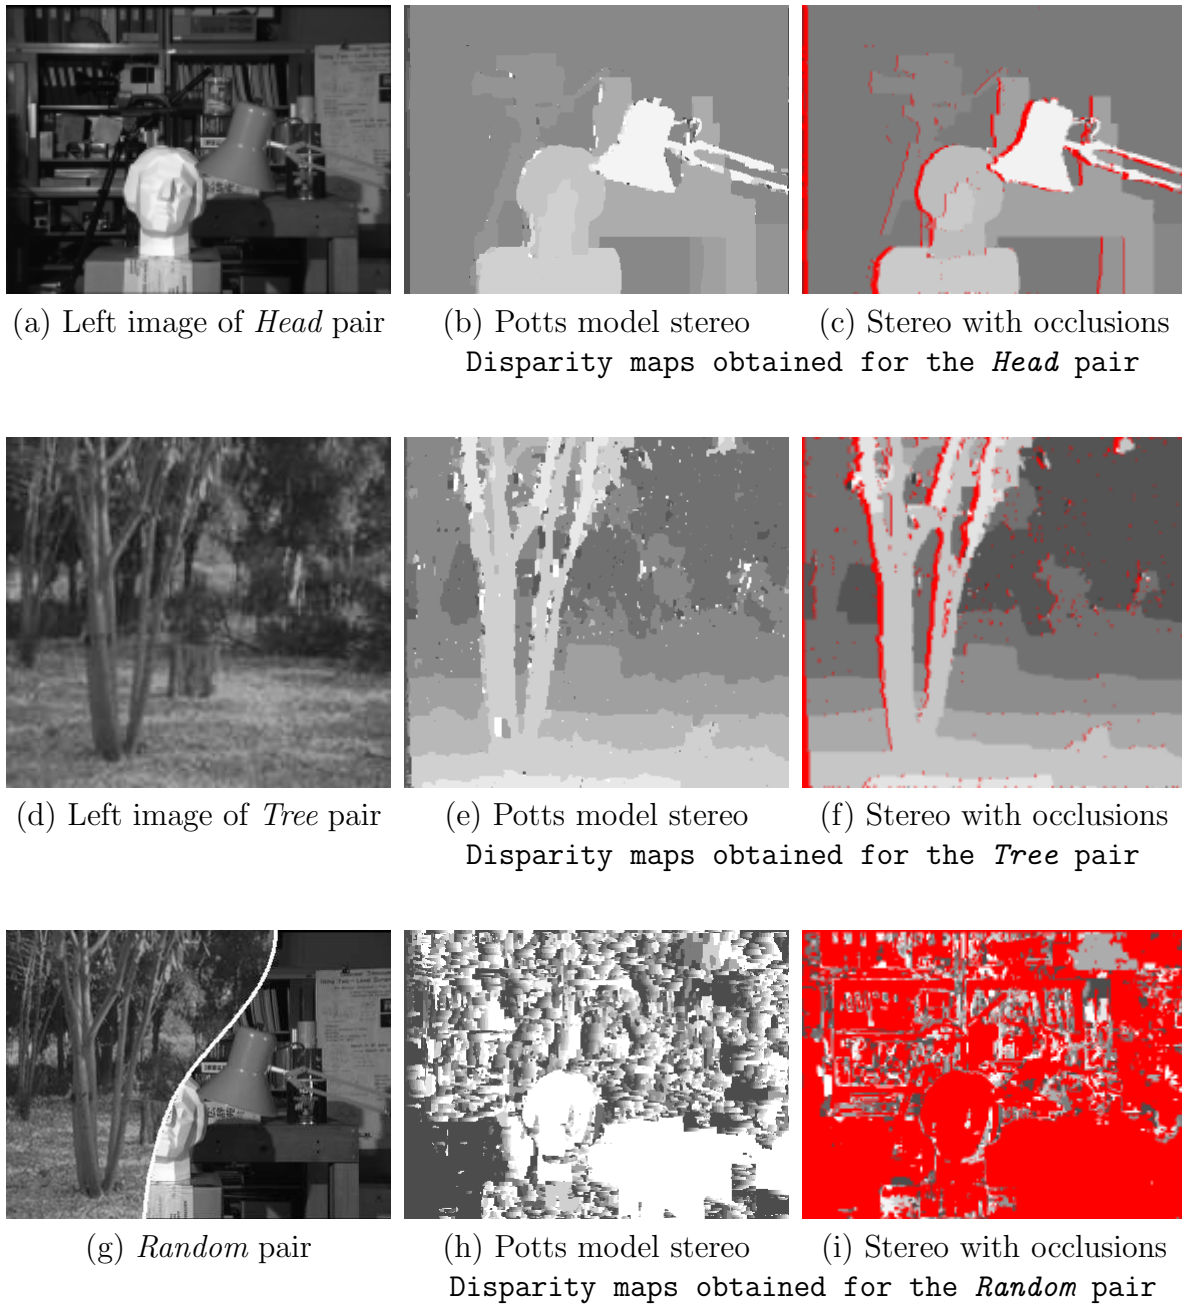 (a) Left image of Head pair
(b) Potts model stereo
(c) Stereo with occlusions
Disparity maps obtained for the Head pair
(d) Left image of Tree pair
(e) Potts model stereo
(f) Stereo with occlusions
Disparity maps obtained for the Tree pair
(g) Random pair
(h) Potts model stereo
(i) Stereo with occlusions
Disparity maps obtained for the Random pair